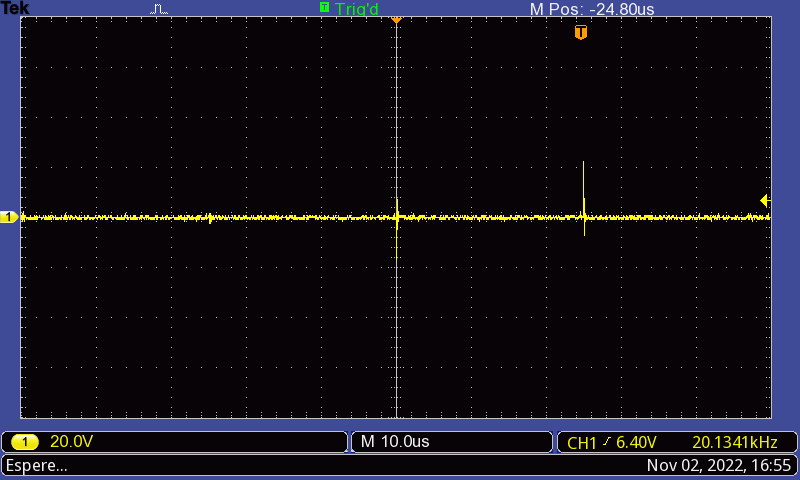 Tek T Trig'd M Pos: -24.80us
T
1
1 20.0V M 10.0us CH1 6.40V 20.1341kHz
Espere... Nov 02, 2022, 16:55